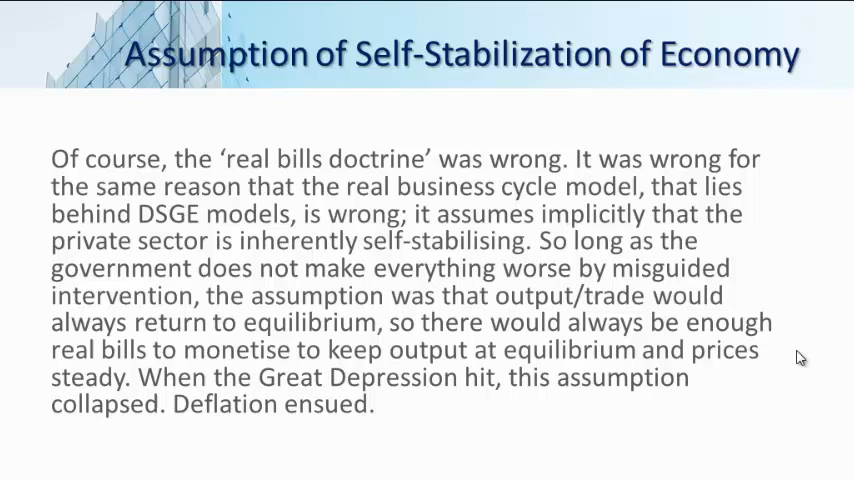 Assumption of Self-Stabilization of Economy
Of course, the ‘real bills doctrine’ was wrong. It was wrong for
the same reason that the real business cycle model, that lies
behind DSGE models, is wrong; it assumes implicitly that the
private sector is inherently self-stabilising. So long as the
government does not make everything worse by misguided
intervention, the assumption was that output/trade would
always return to equilibrium, so there would always be enough
real bills to monetise to keep output at equilibrium and prices
steady. When the Great Depression hit, this assumption
collapsed. Deflation ensued.